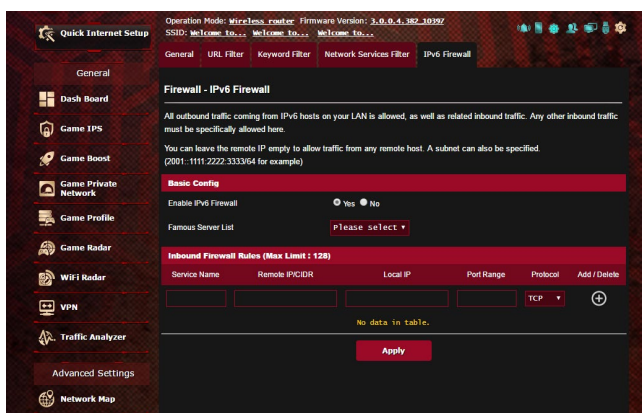 Quick Internet Setup
Operation Mode: Wireless router Firmware Version: 3.0.0.4.382_10397
SSID: Welcome to... Welcome to... Welcome to...
General URL Filter Keyword Filter Network Services Filter IPv6 Firewall
General
Dash Board
Game IPS
Game Boost
Game Private
Network
Game Profile
Game Radar
WiFi Radar
VPN
Traffic Analyzer
Advanced Settings
Network Map
Firewall - IPv6 Firewall
All outbound traffic coming from IPv6 hosts on your LAN is allowed, as well as related inbound traffic. Any other inbound traffic
must be specifically allowed here.
You can leave the remote IP empty to allow traffic from any remote host. A subnet can also be specified.
(2001::1111:2222:3333/64 for example)
Basic Config
Enable IPv6 Firewall Yes No
Famous Server List Please select
Inbound Firewall Rules (Max Limit : 128)
Service Name Remote IP/CIDR Local IP Port Range Protocol Add / Delete
TCP
No data in table.
Apply